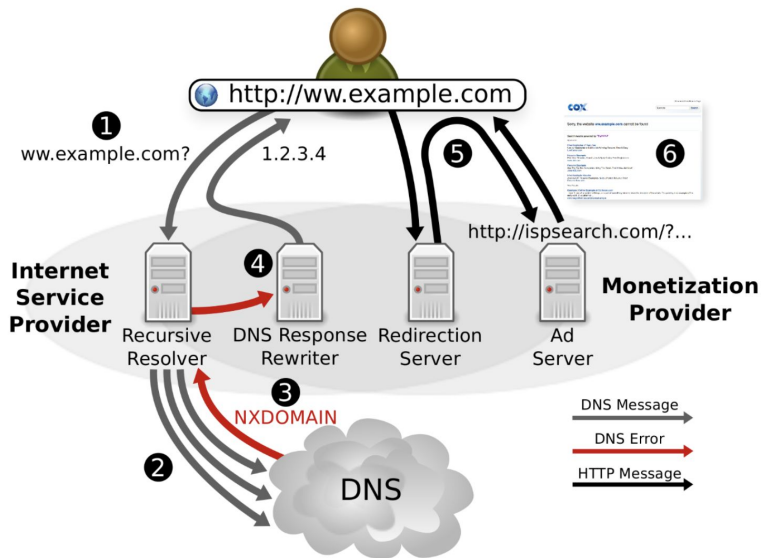 http://ww.example.com
1
ww.example.com?
1.2.3.4
5
COX
6
http://ispsearch.com/?...
Internet
Service
Provider
4
Monetization
Provider
Recursive
Resolver
DNS Response
Rewriter
Redirection
Server
Ad
Server
3
NXDOMAIN
2
DNS
DNS Message
DNS Error
HTTP Message